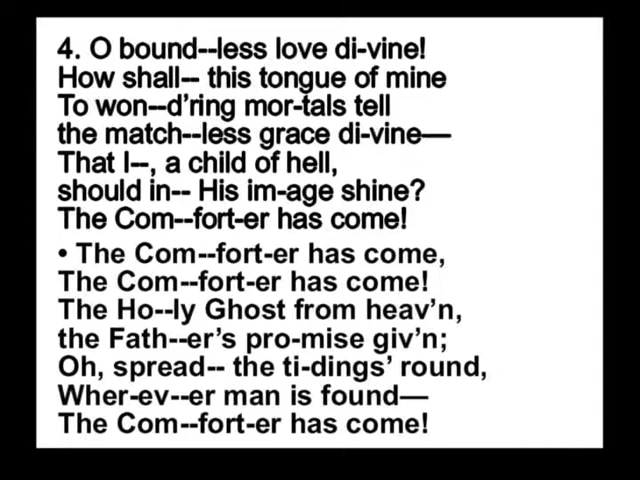 4. O bound--less love di-vine!
How shall-- this tongue of mine
To won--d'ring mor-tals tell
the match--less grace di-vine—
That I--, a child of hell,
should in-- His im-age shine?
The Com--fort-er has come!
• The Com--fort-er has come,
The Com--fort-er has come!
The Ho--ly Ghost from heav'n,
the Fath--er's pro-mise giv'n;
Oh, spread-- the ti-dings' round,
Wher-ev--er man is found—
The Com--fort-er has come!